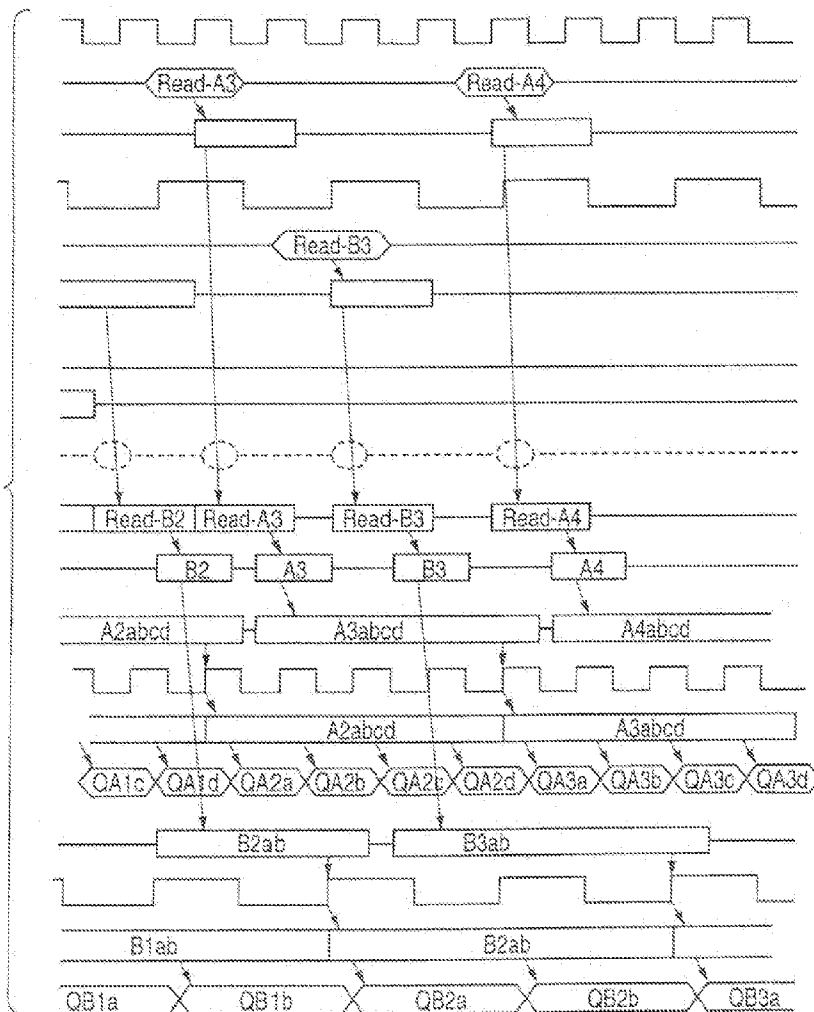 Read-A3 Read-A4
Read-B3
Read-B2 Read-A3 Read-B3 Read-A4
B2 A3 B3 A4
A2abcd A3abcd A4abcd
A2abcd A3abcd
QA1c QA1d QA2a QA2b QA2c QA2d QA3a QA3b QA3c QA3d
B2ab B3ab
B1ab B2ab
QB1a QB1b QB2a QB2b QB3a